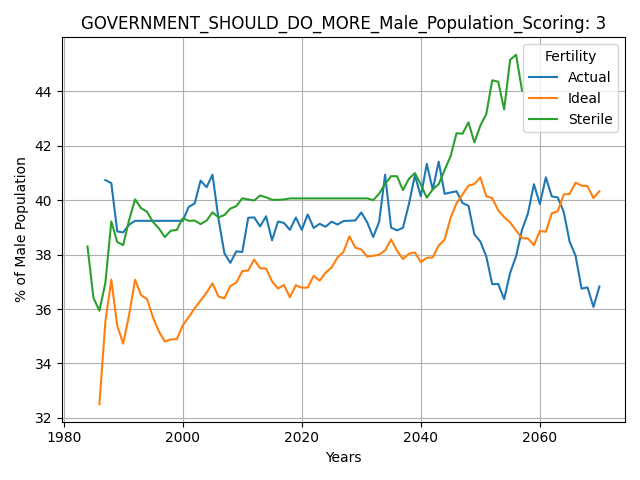 GOVERNMENT_SHOULD_DO_MORE_Male_Population_Scoring: 3
Fertility
Actual
Ideal
Sterile
% of Male Population
44
42
40
38
36
34
32
1980
2000
2020
2040
2060
Years